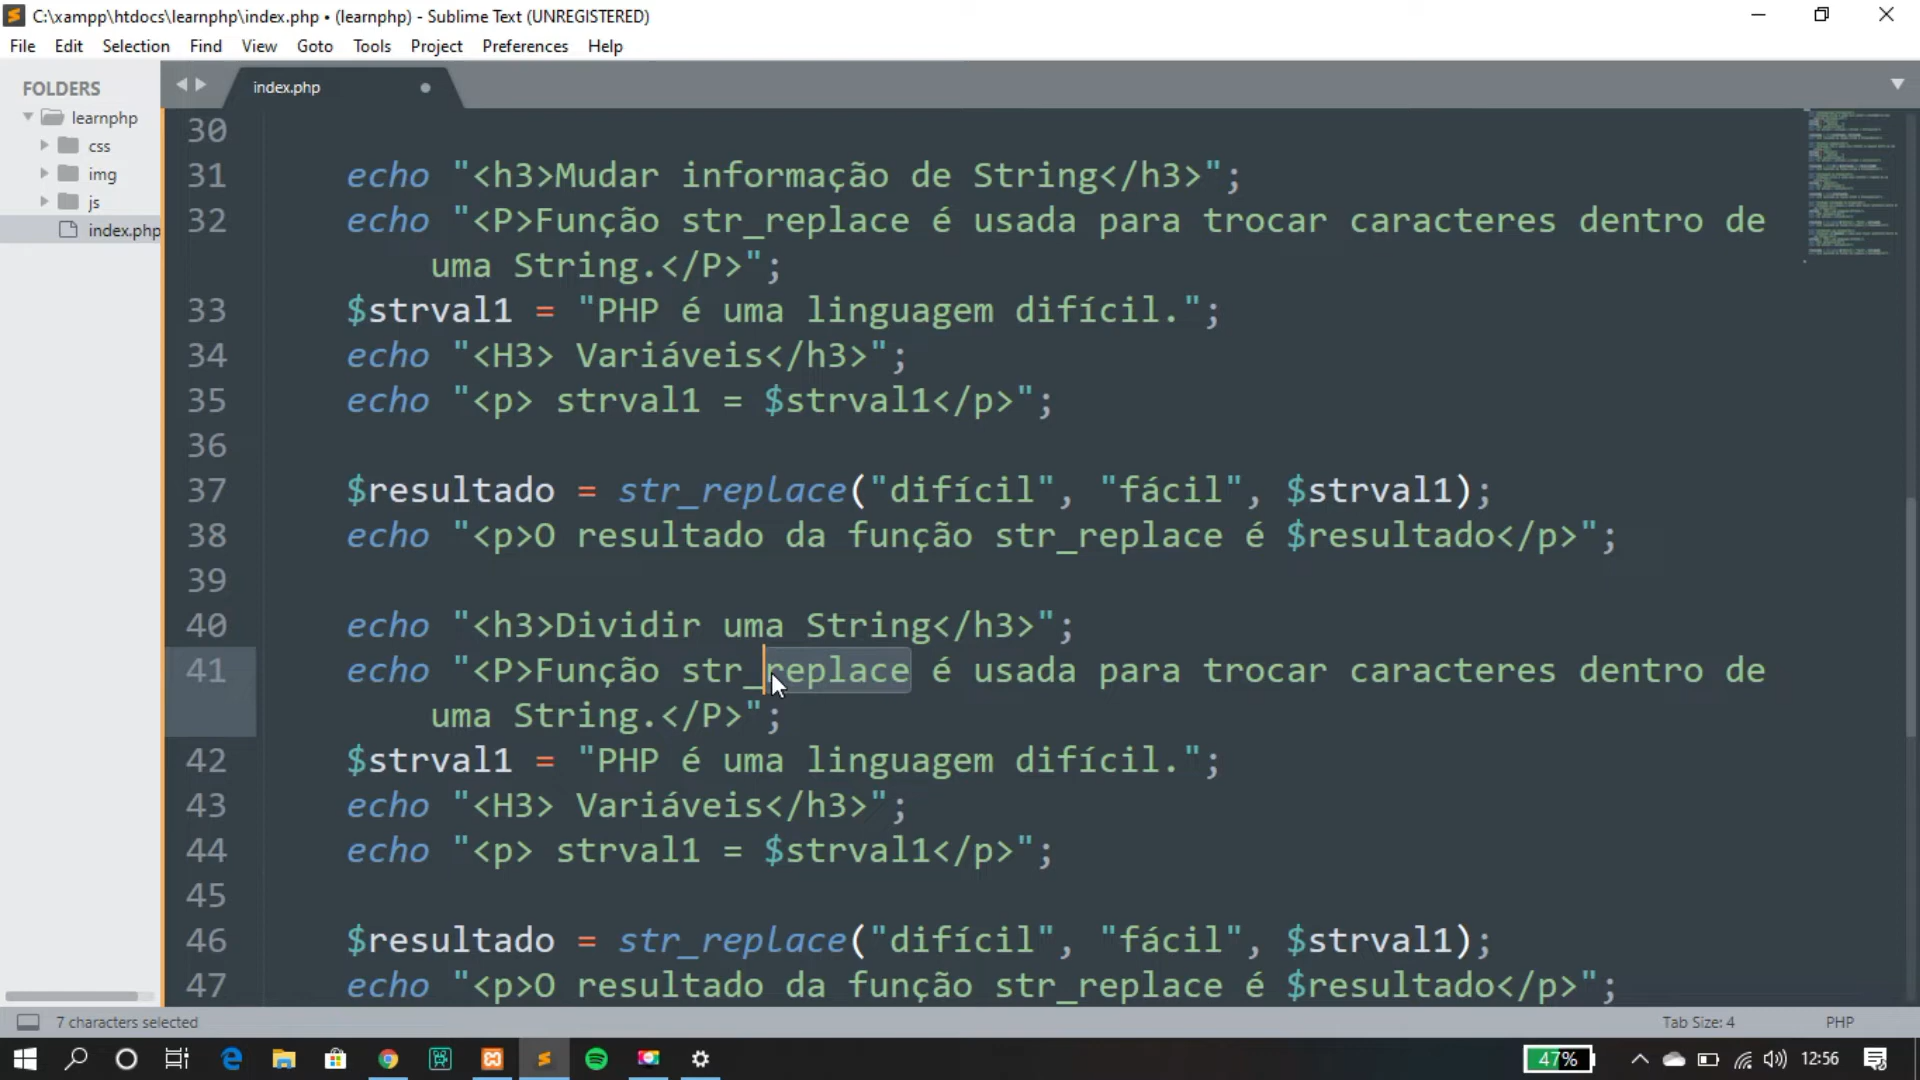 C:\xampp\htdocs\learnphp\index.php • (learnphp) - Sublime Text (UNREGISTERED)
File Edit Selection Find View Goto Tools Project Preferences Help
FOLDERS
learnphp
css
img
js
index.php
index.php
30
31 echo "<h3>Mudar informação de String</h3>";
32 echo "<P>Função str_replace é usada para trocar caracteres dentro de
uma String.</P>";
33 $strval1 = "PHP é uma linguagem difícil.";
34 echo "<H3> Variáveis</h3>";
35 echo "<p> strval1 = $strval1</p>";
36
37 $resultado = str_replace("difícil", "fácil", $strval1);
38 echo "<p>O resultado da função str_replace é $resultado</p>";
39
40 echo "<h3>Dividir uma String</h3>";
41 echo "<P>Função str_replace é usada para trocar caracteres dentro de
uma String.</P>";
42 $strval1 = "PHP é uma linguagem difícil.";
43 echo "<H3> Variáveis</h3>";
44 echo "<p> strval1 = $strval1</p>";
45
46 $resultado = str_replace("difícil", "fácil", $strval1);
47 echo "<p>O resultado da função str_replace é $resultado</p>";
7 characters selected Tab Size: 4 PHP
47% 12:56